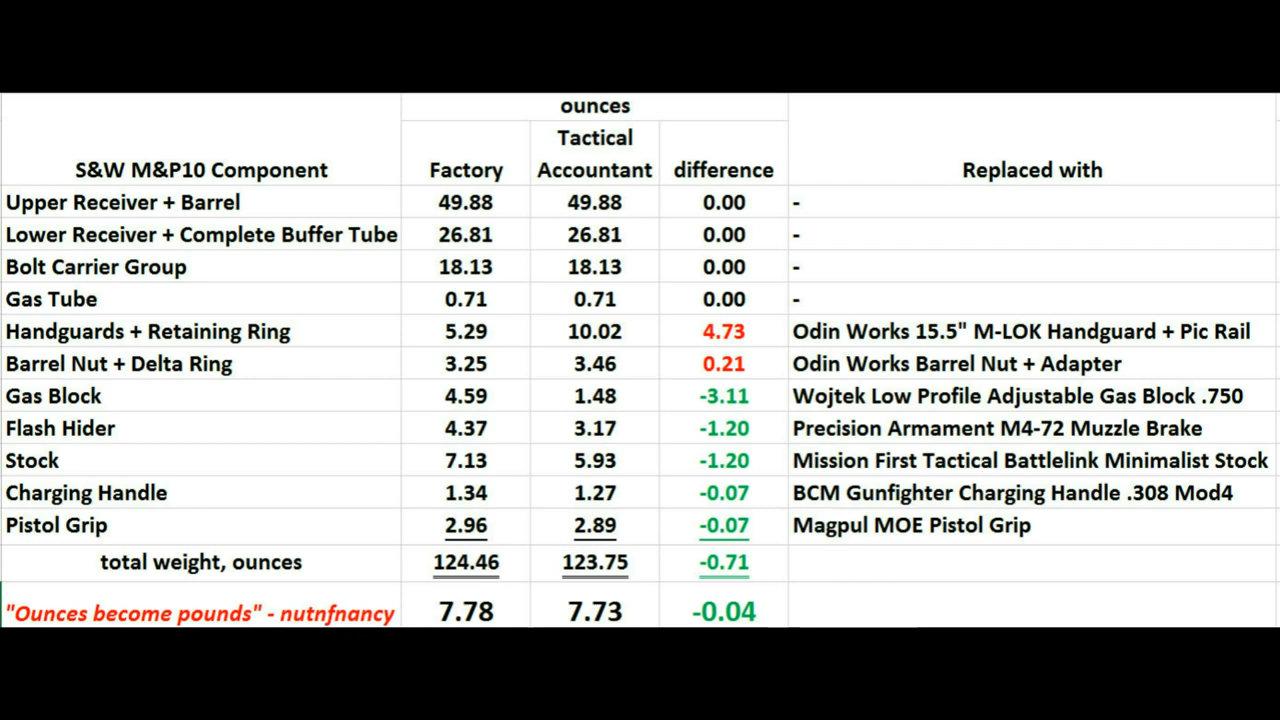 ounces
S&W M&P10 Component Factory Tactical Accountant difference Replaced with
Upper Receiver + Barrel 49.88 49.88 0.00 -
Lower Receiver + Complete Buffer Tube 26.81 26.81 0.00 -
Bolt Carrier Group 18.13 18.13 0.00 -
Gas Tube 0.71 0.71 0.00 -
Handguards + Retaining Ring 5.29 10.02 4.73 Odin Works 15.5" M-LOK Handguard + Pic Rail
Barrel Nut + Delta Ring 3.25 3.46 0.21 Odin Works Barrel Nut + Adapter
Gas Block 4.59 1.48 -3.11 Wojtek Low Profile Adjustable Gas Block .750
Flash Hider 4.37 3.17 -1.20 Precision Armament M4-72 Muzzle Brake
Stock 7.13 5.93 -1.20 Mission First Tactical Battlelink Minimalist Stock
Charging Handle 1.34 1.27 -0.07 BCM Gunfighter Charging Handle .308 Mod4
Pistol Grip 2.96 2.89 -0.07 Magpul MOE Pistol Grip
total weight, ounces 124.46 123.75 -0.71
"Ounces become pounds" - nutnfnancy 7.78 7.73 -0.04